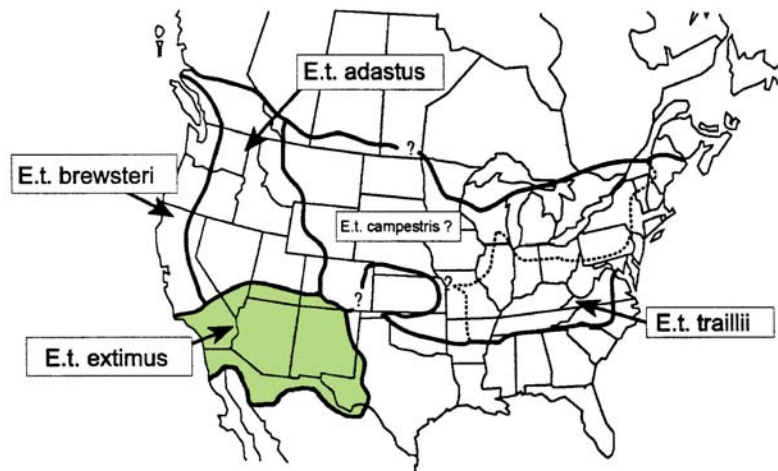 E.t. adastus
?
E.t. brewsteri
E.t. campestris ?
?
?
E.t. traillii
E.t. extimus